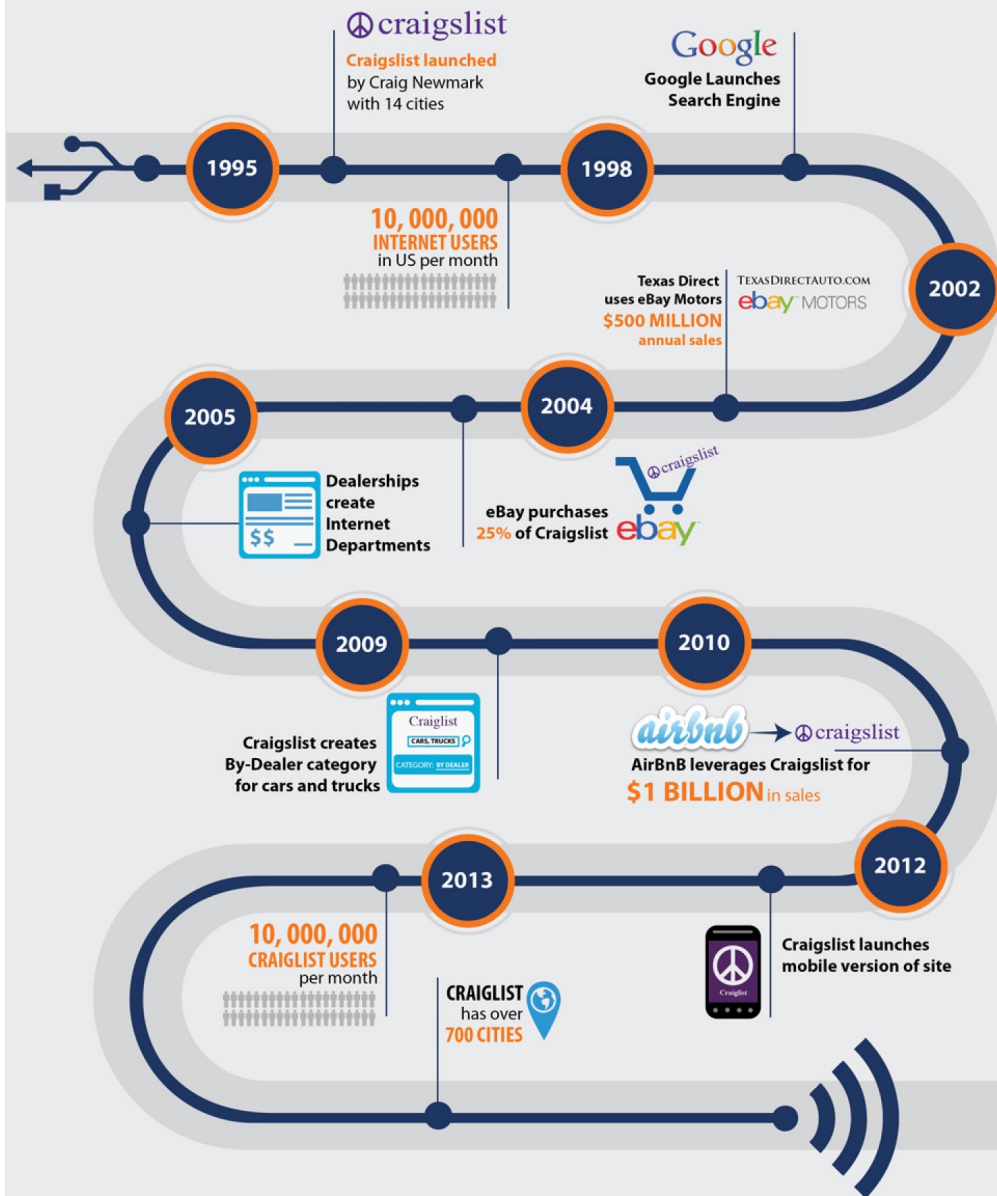 craigslist
Craigslist launched
by Craig Newmark
with 14 cities
Google
Google Launches
Search Engine
1995
1998
10, 000, 000
INTERNET USERS
in US per month
Texas Direct
uses eBay Motors
$500 MILLION
annual sales
TEXASDIRECTAUTO.COM
ebay™ MOTORS
2002
2005
2004
Dealerships
create
Internet
Departments
$$
eBay purchases
25% of Craigslist
craigslist
ebay™
2009
2010
Craigslist creates
By-Dealer category
for cars and trucks
Craiglist
CARS, TRUCKS
CATEGORY: BY DEALER
airbnb
craigslist
AirBnB leverages Craigslist for
$1 BILLION in sales
2013
2012
10, 000, 000
CRAIGLIST USERS
per month
CRAIGLIST
has over
700 CITIES
Craiglist
Craigslist launches
mobile version of site